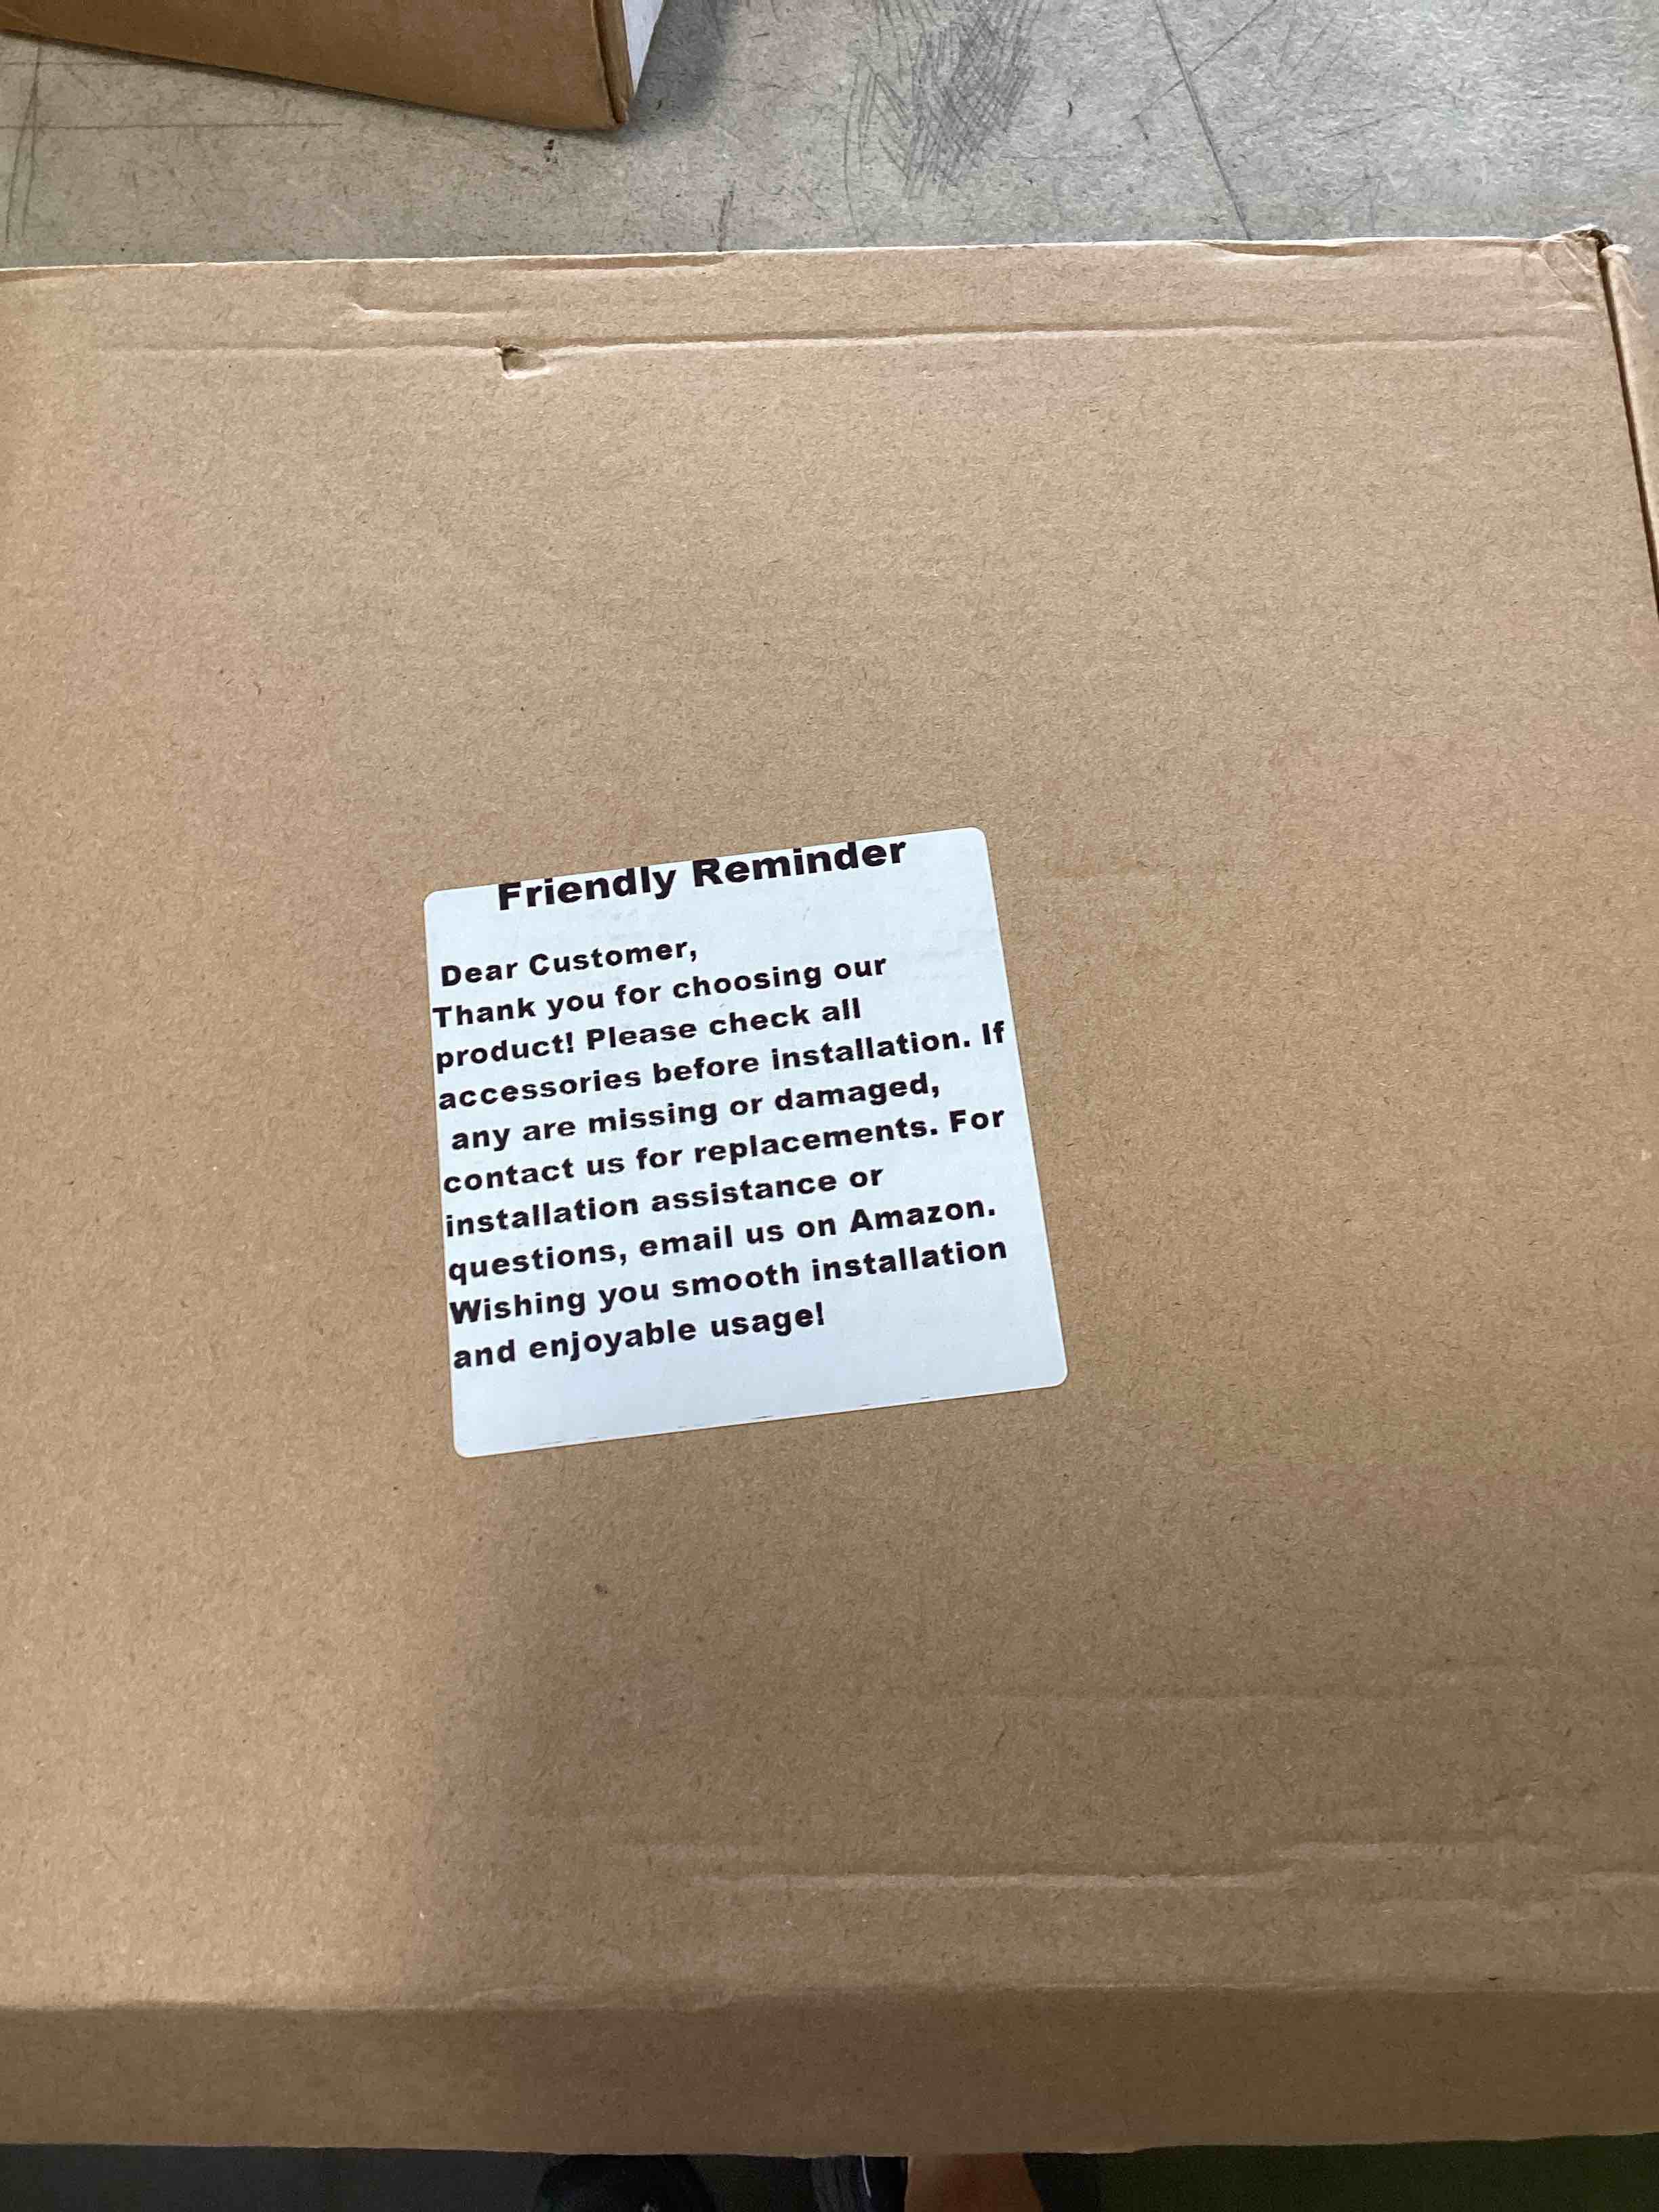 Friendly Reminder
Dear Customer,
Thank you for choosing our
product! Please check all
accessories before installation. If
any are missing or damaged,
contact us for replacements. For
installation assistance or
questions, email us on Amazon.
Wishing you smooth installation
and enjoyable usage!